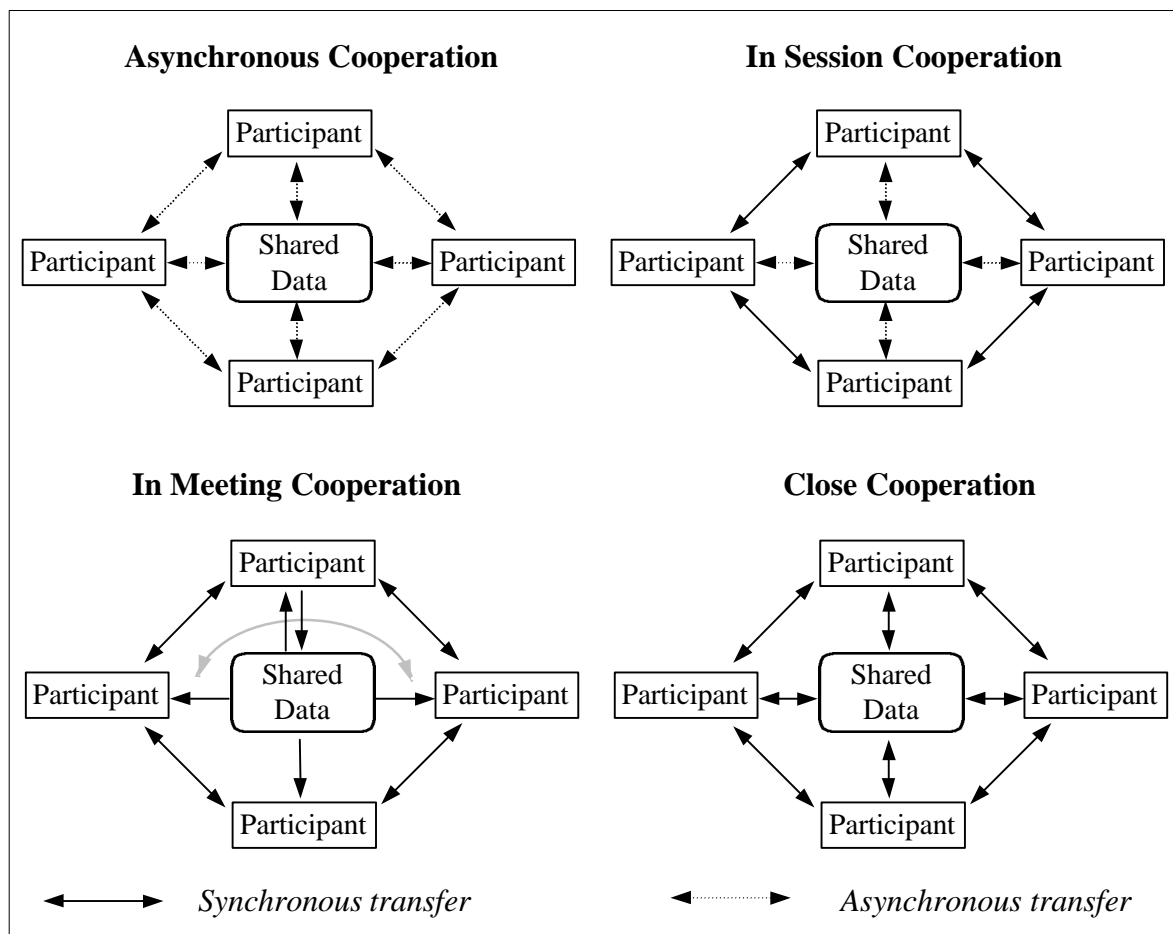 Asynchronous Cooperation
Participant
Participant
Shared
Data
Participant
Participant
In Session Cooperation
Participant
Participant
Shared
Data
Participant
Participant
In Meeting Cooperation
Participant
Participant
Shared
Data
Participant
Participant
Close Cooperation
Participant
Participant
Shared
Data
Participant
Participant
Synchronous transfer
Asynchronous transfer